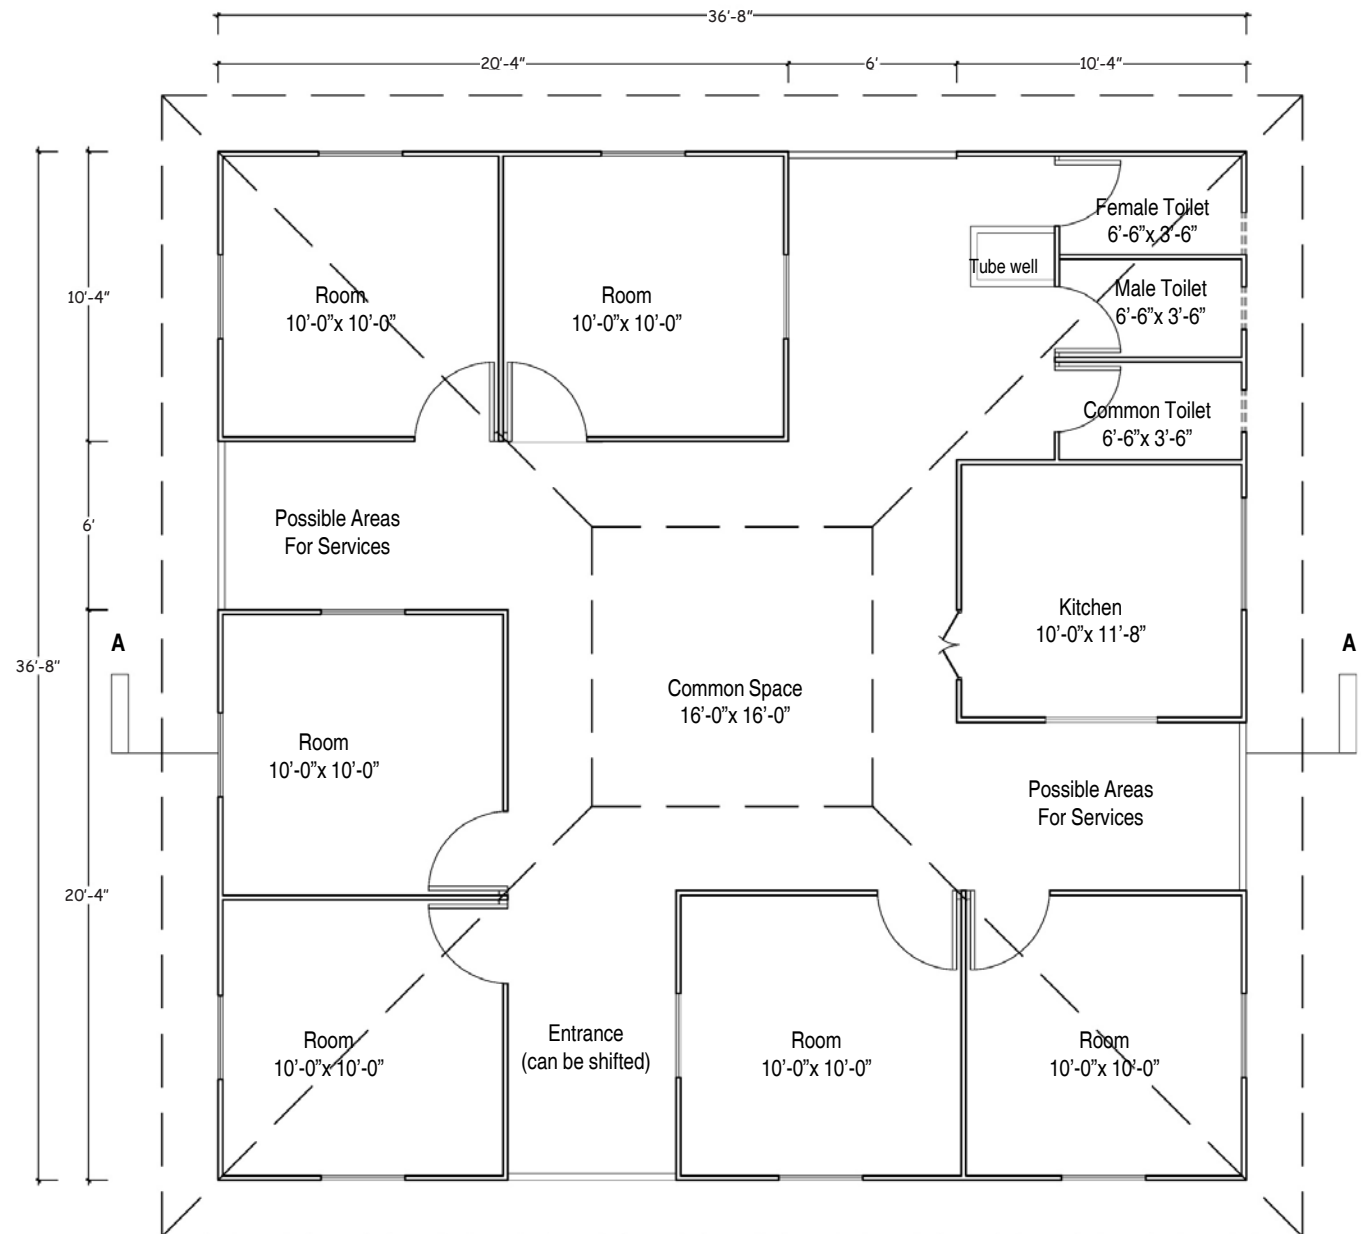 36'-8"
20'-4"
6'
10'-4"
Female Toilet
6'-6"x 3'-6"
Tube well
Male Toilet
6'-6"x 3'-6"
Room
10'-0"x 10'-0"
Room
10'-0"x 10'-0"
10'-4"
Common Toilet
6'-6"x 3'-6"
Possible Areas
For Services
6'
Kitchen
10'-0"x 11'-8"
A
A
36'-8"
Common Space
16'-0"x 16'-0"
Room
10'-0"x 10'-0"
Possible Areas
For Services
20'-4"
Room
10'-0"x 10'-0"
Entrance
(can be shifted)
Room
10'-0"x 10'-0"
Room
10'-0"x 10'-0"